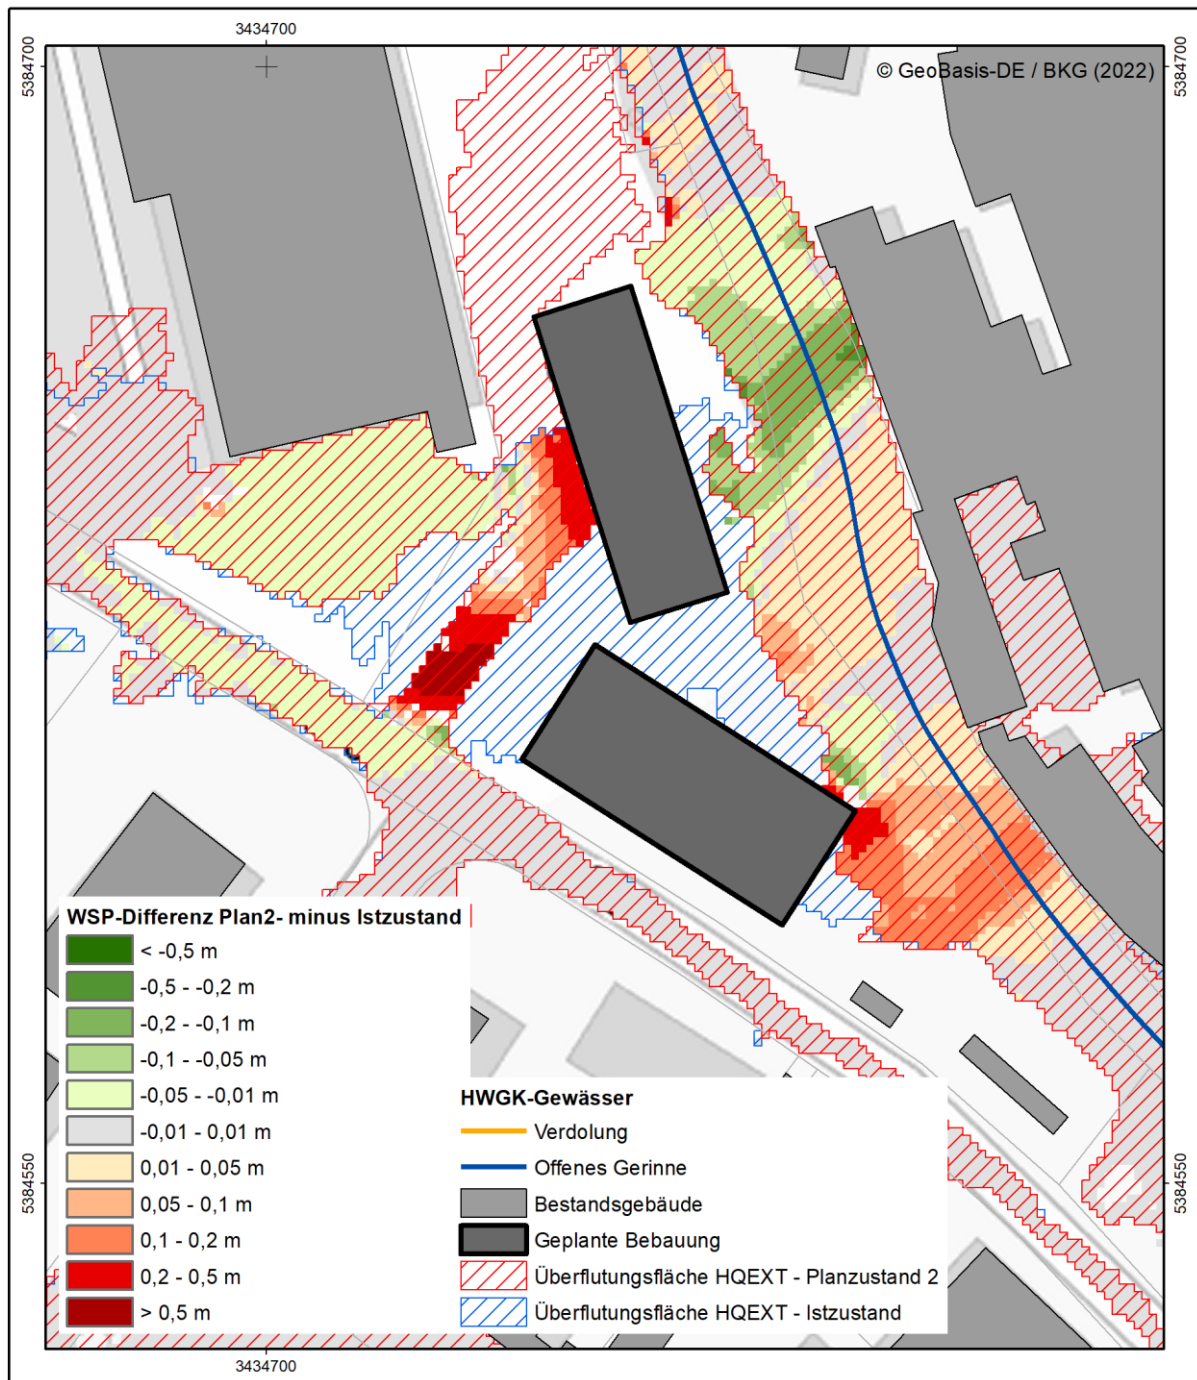 3434700
5384700
5384700
© GeoBasis-DE / BKG (2022)
WSP-Differenz Plan2- minus Istzustand
< -0,5 m
-0,5 - -0,2 m
-0,2 - -0,1 m
-0,1 - -0,05 m
-0,05 - -0,01 m
-0,01 - 0,01 m
0,01 - 0,05 m
0,05 - 0,1 m
0,1 - 0,2 m
0,2 - 0,5 m
> 0,5 m
HWGK-Gewässer
Verdolung
Offenes Gerinne
Bestandsgebäude
Geplante Bebauung
Überflutungsfläche HQEXT - Planzustand 2
Überflutungsfläche HQEXT - Istzustand
5384550
5384550
3434700